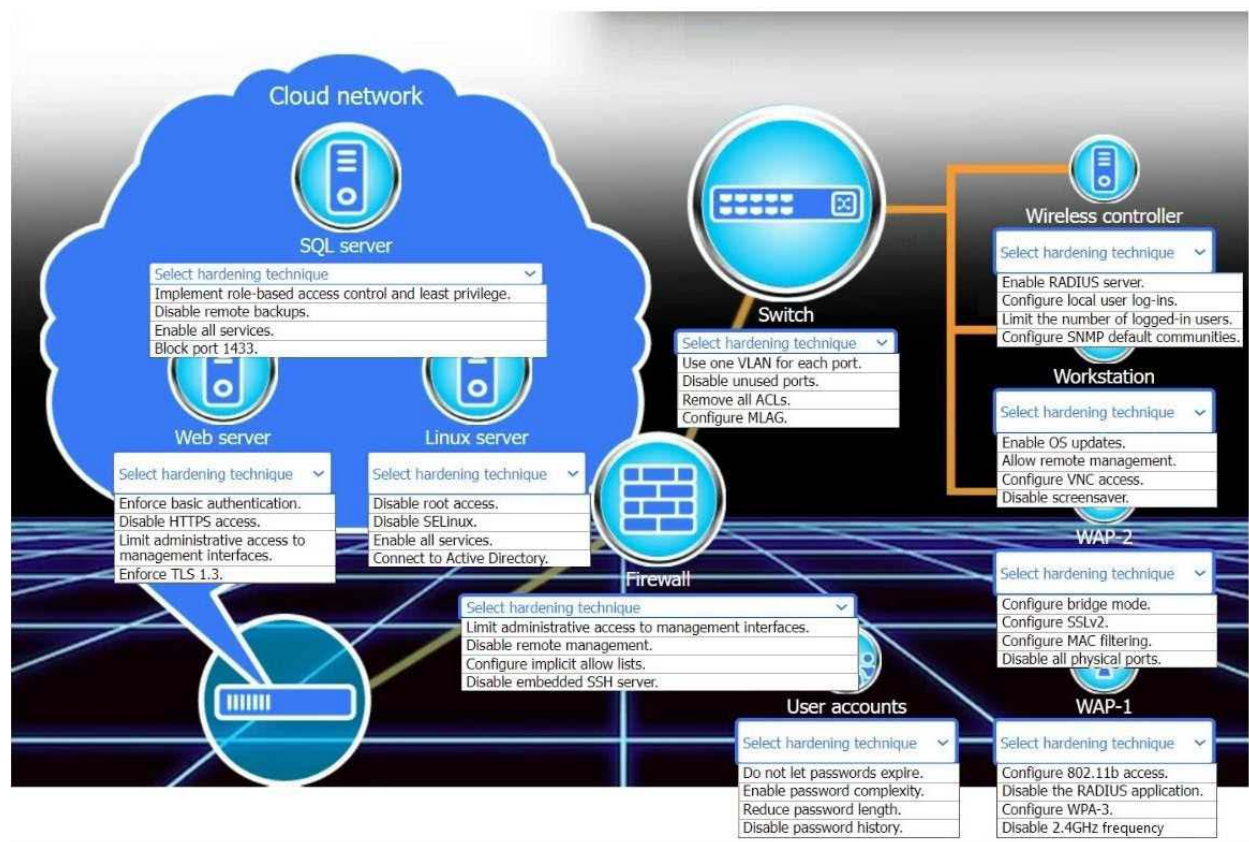 Cloud network
SQL server
Select hardening technique
Implement role-based access control and least privilege.
Disable remote backups.
Enable all services.
Block port 1433.
Web server
Select hardening technique
Enforce basic authentication.
Disable HTTPS access.
Limit administrative access to
management interfaces.
Enforce TLS 1.3.
Linux server
Select hardening technique
Disable root access.
Disable SELinux.
Enable all services.
Connect to Active Directory.
Firewall
Select hardening technique
Limit administrative access to management interfaces.
Disable remote management.
Configure implicit allow lists.
Disable embedded SSH server.
Switch
Select hardening technique
Use one VLAN for each port.
Disable unused ports.
Remove all ACLs.
Configure MLAG.
Wireless controller
Select hardening technique
Enable RADIUS server.
Configure local user log-ins.
Limit the number of logged-in users.
Configure SNMP default communities.
Workstation
Select hardening technique
Enable OS updates.
Allow remote management.
Configure VNC access.
Disable screensaver.
WAP-2
Select hardening technique
Configure bridge mode.
Configure SSLv2.
Configure MAC filtering.
Disable all physical ports.
User accounts
Select hardening technique
Do not let passwords expire.
Enable password complexity.
Reduce password length.
Disable password history.
WAP-1
Select hardening technique
Configure 802.11b access.
Disable the RADIUS application.
Configure WPA-3.
Disable 2.4GHz frequency